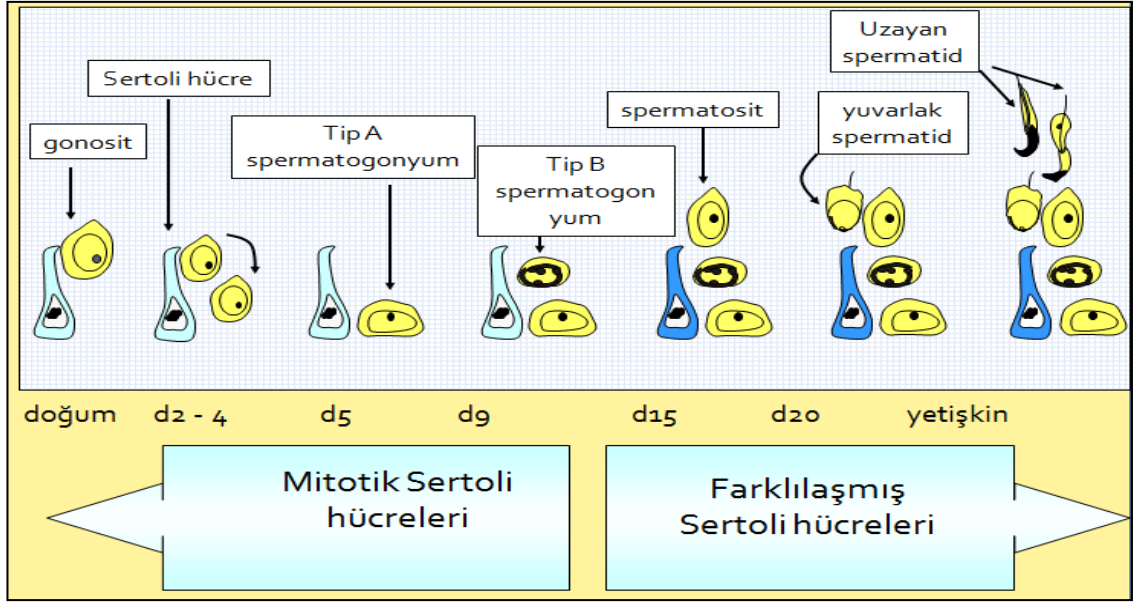 Uzayan
spermatid
Sertoli hücre
spermatosit
yuvarlak
spermatid
gonosit
Tip A
spermatogonyum
Tip B
spermatogon
yum
doğum d2 - 4 d5 d9 d15 d20 yetişkin
Mitotik Sertoli
hücreleri
Farklılaşmış
Sertoli hücreleri